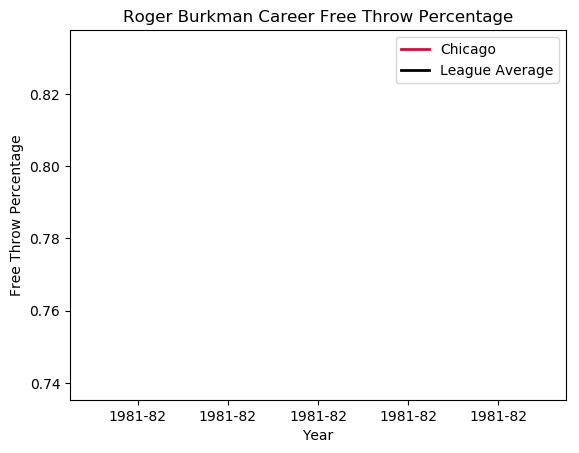 Roger Burkman Career Free Throw Percentage
Chicago
League Average
Free Throw Percentage
0.82
0.80
0.78
0.76
0.74
1981-82 1981-82 1981-82 1981-82 1981-82
Year